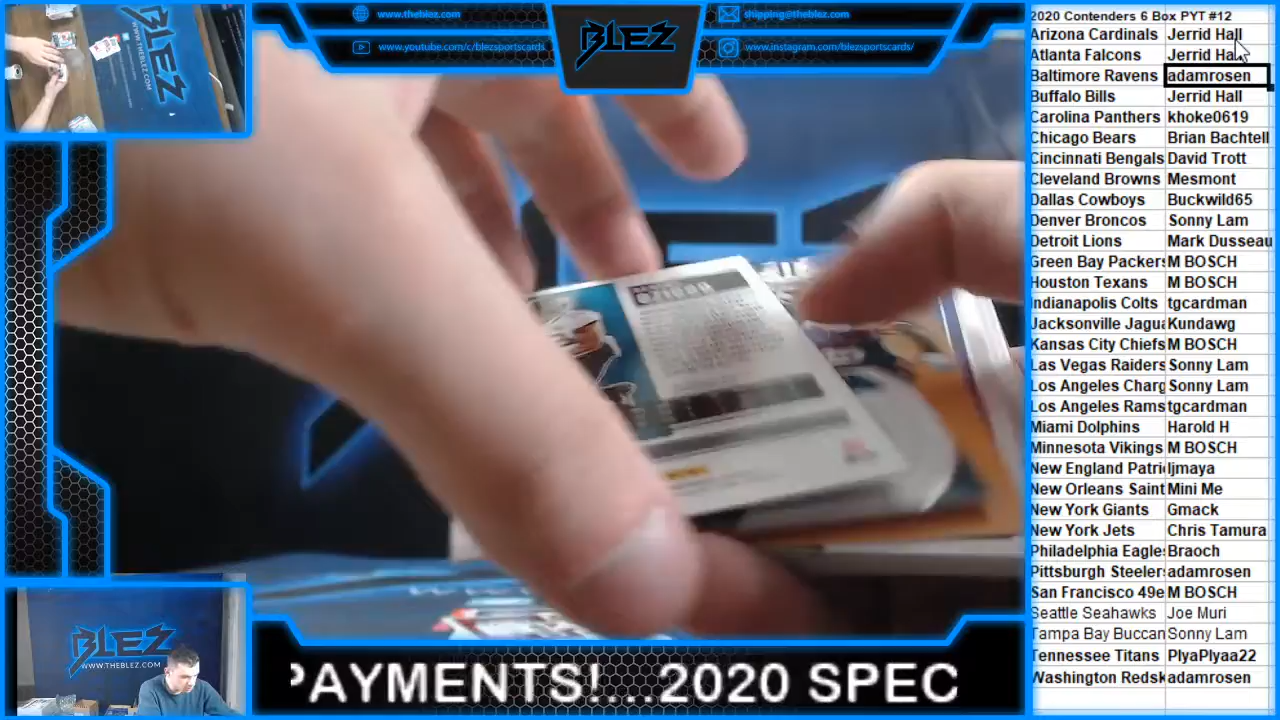 www.theblez.com
shipping@theblez.com
BLEZ
www.youtube.com/c/blezsportscards
www.instagram.com/blezsportscards/
2020 Contenders 6 Box PYT #12
Arizona Cardinals Jerrid Hall
Atlanta Falcons Jerrid Hall
Baltimore Ravens adamrosen
Buffalo Bills Jerrid Hall
Carolina Panthers khoke0619
Chicago Bears Brian Bachtell
Cincinnati Bengals David Trott
Cleveland Browns Mesmont
Dallas Cowboys Buckwild65
Denver Broncos Sonny Lam
Detroit Lions Mark Dusseau
Green Bay Packers M BOSCH
Houston Texans M BOSCH
Indianapolis Colts tgcardman
Jacksonville Jagua Kundawg
Kansas City Chiefs M BOSCH
Las Vegas Raiders Sonny Lam
Los Angeles Charg Sonny Lam
Los Angeles Rams tgcardman
Miami Dolphins Harold H
Minnesota Vikings M BOSCH
New England Patri ljmaya
New Orleans Saint Mini Me
New York Giants Gmack
New York Jets Chris Tamura
Philadelphia Eagle Braoch
Pittsburgh Steelers adamrosen
San Francisco 49e M BOSCH
Seattle Seahawks Joe Muri
Tampa Bay Buccan Sonny Lam
Tennessee Titans PlyaPlyaa22
Washington Redsk adamrosen
BLEZ
WWW.THEBLEZ.COM
BLEZ
WWW.THEBLEZ.COM
PAYMENTS!...2020 SPEC